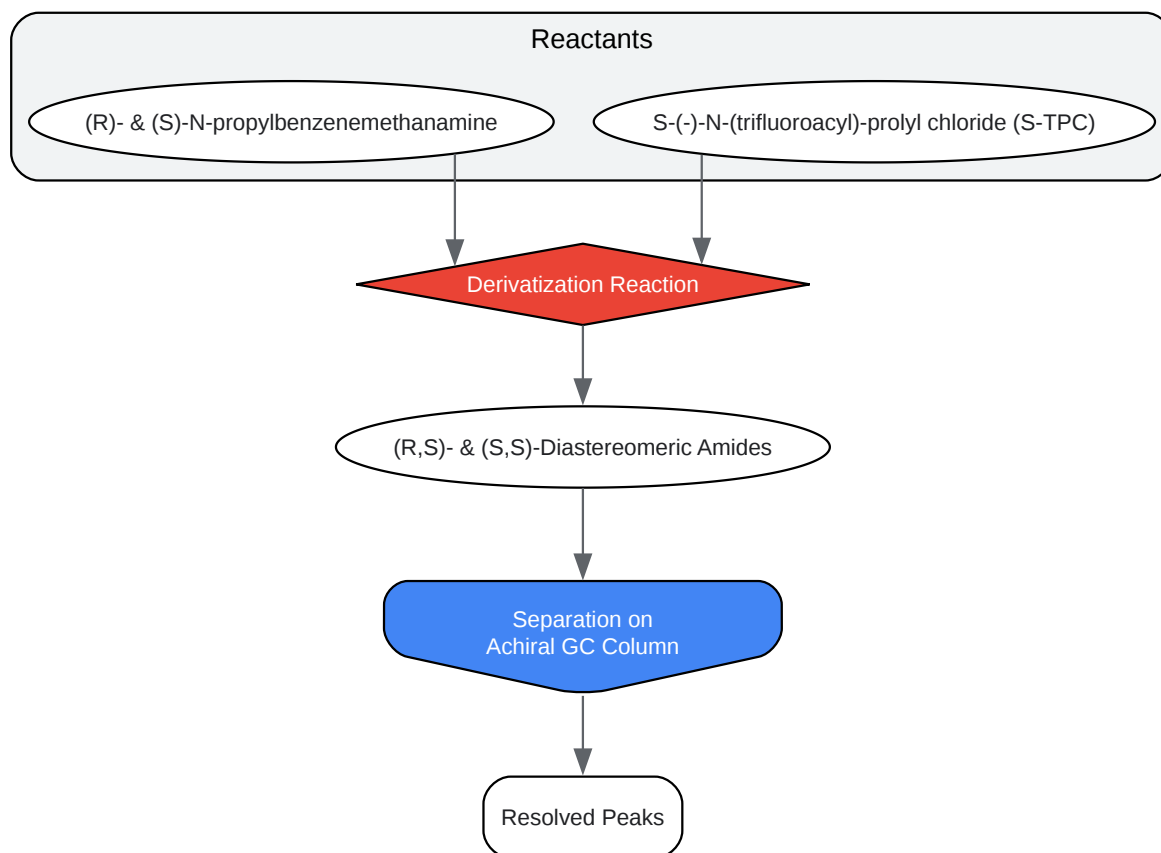 Reactants
(R)- & (S)-N-propylbenzenemethanamine
S-(-)-N-(trifluoroacyl)-prolyl chloride (S-TPC)
Derivatization Reaction
(R,S)- & (S,S)-Diastereomeric Amides
Separation on
Achiral GC Column
Resolved Peaks